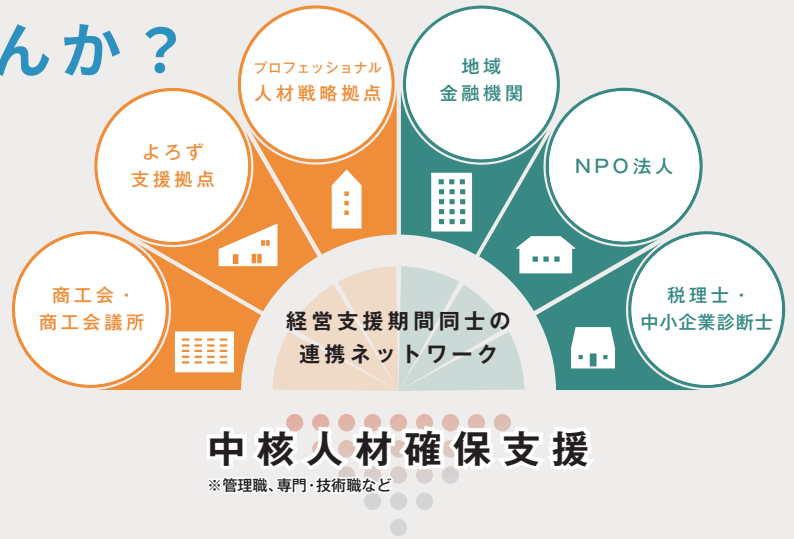 んか？
プロフェッショナル
人材戦略拠点
地域
金融機関
よろず
支援拠点
NPO法人
商工会・
商工会議所
税理士・
中小企業診断士
経営支援期間同士の
連携ネットワーク
中核人材確保支援
※管理職、専門・技術職など